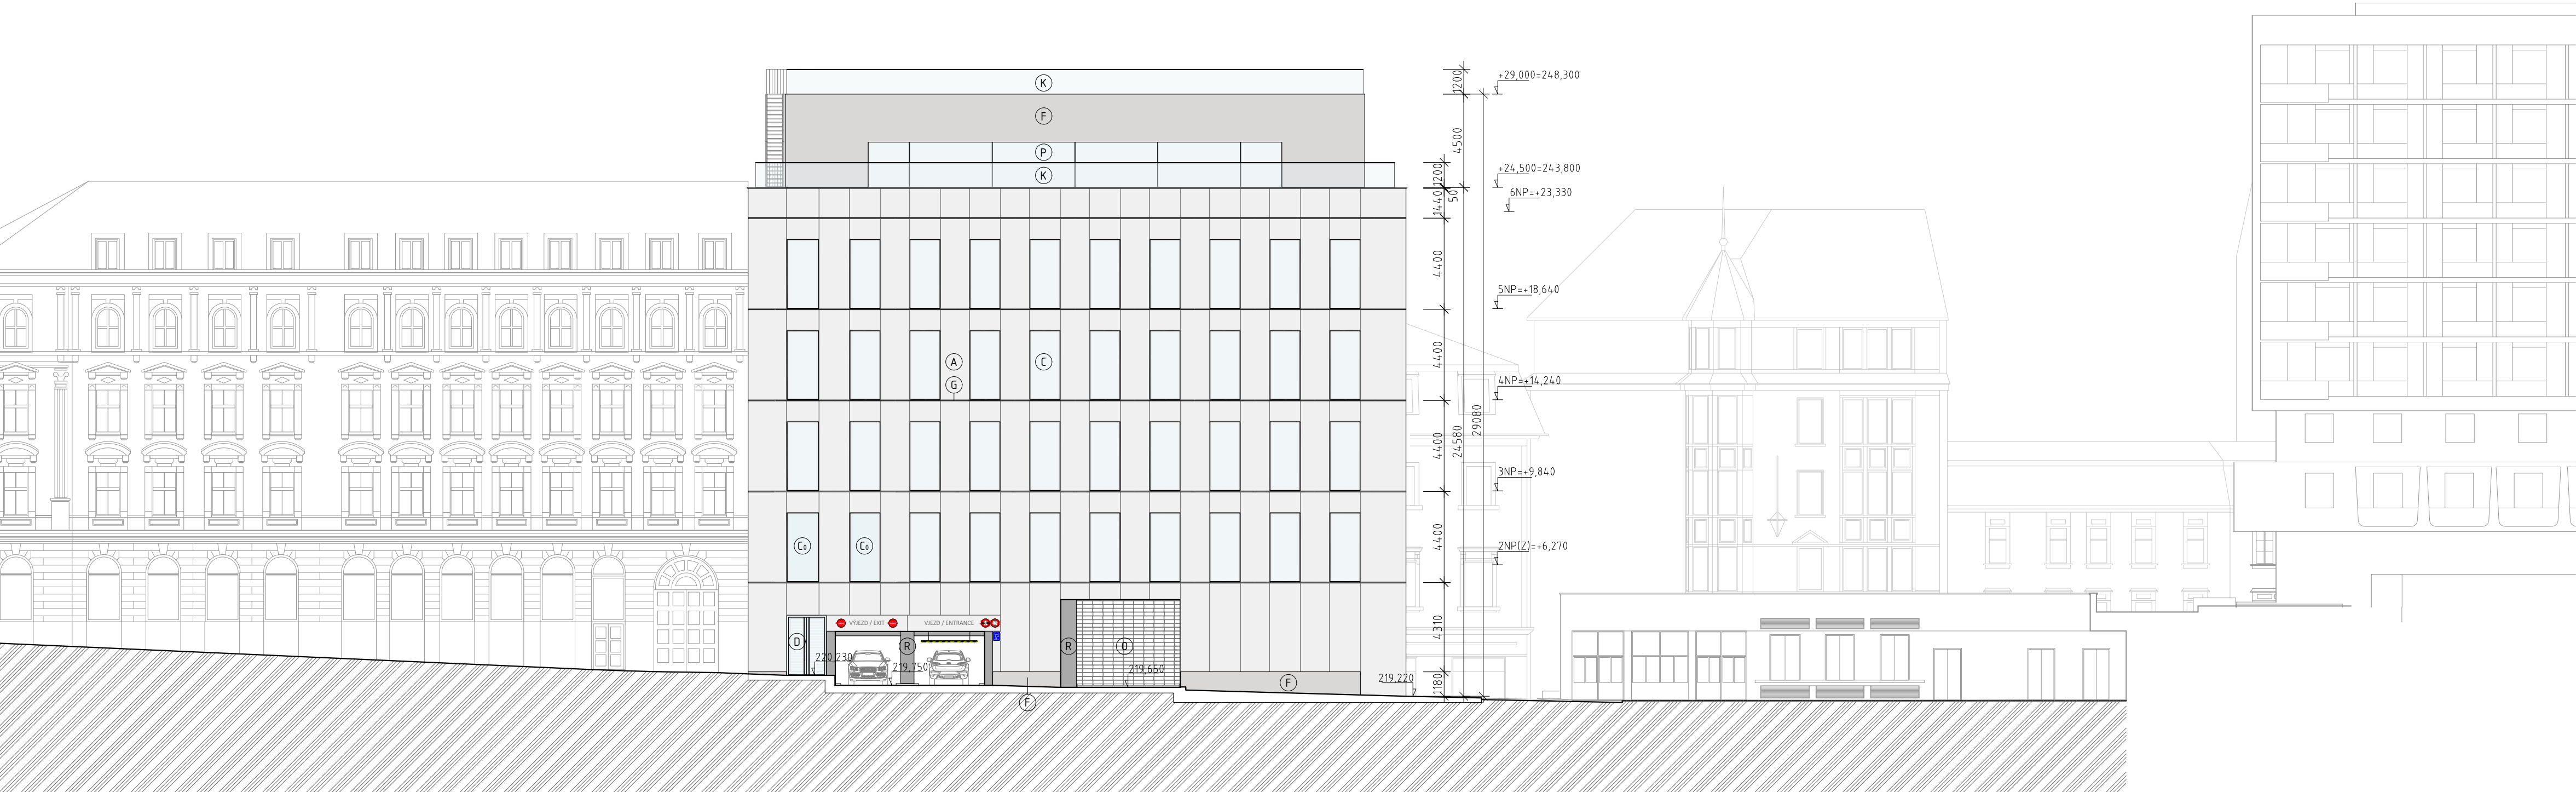 K
F
P
K
A
G
C
C0
C0
VÝJEZD / EXIT
VJEZD / ENTRANCE
D
R
R
O
F
F
220,230
219,750
219,650
219,220
1200
4500
1200
50
1440
4400
4400
4400
4400
4310
1180
24580
29080
+29,000=248,300
+24,500=243,800
6NP=+23,330
5NP=+18,640
4NP=+14,240
3NP=+9,840
2NP(Z)=+6,270